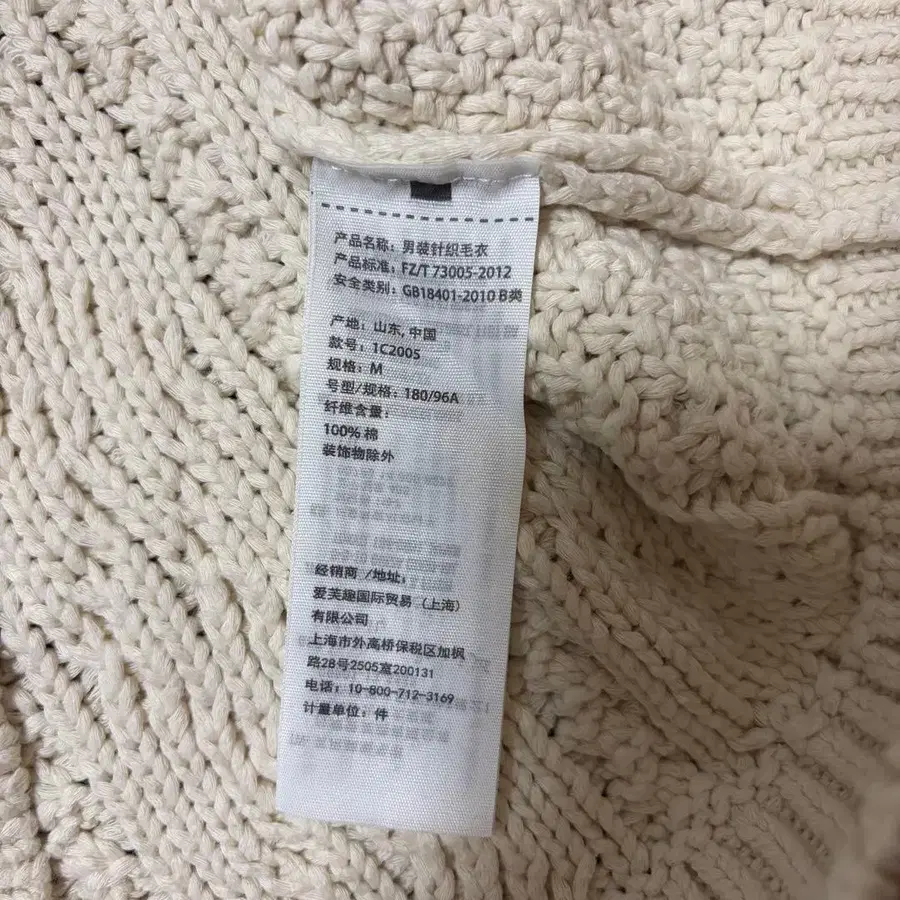 产品名称：男装针织毛衣
产品标准：FZ/T 73005-2012
安全类别：GB18401-2010 B类
产地：山东, 中国
款号：1C2005
规格：M
号型/规格：180/96A
纤维含量：
100% 棉
装饰物除外
经销商 /地址：
爱芙趣国际贸易（上海）
有限公司
上海市外高桥保税区加枫
路28号2505室200131
电话：10-800-712-3169
计量单位：件